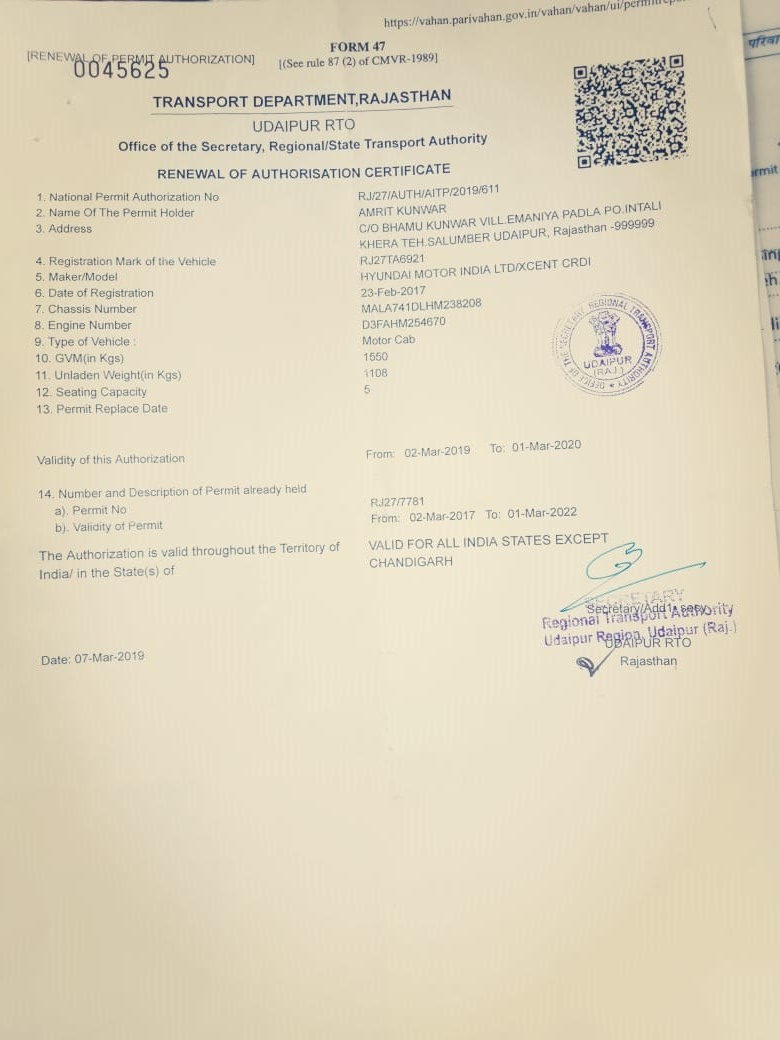 https://vahan.parivahan.gov.in/vahan/vahan/ui/
[RENEWAL OF PERMIT AUTHORIZATION]
0045625
FORM 47
[(See rule 87 (2) of CMVR-1989]
TRANSPORT DEPARTMENT,RAJASTHAN
UDAIPUR RTO
Office of the Secretary, Regional/State Transport Authority
RENEWAL OF AUTHORISATION CERTIFICATE
1. National Permit Authorization No RJ/27/AUTH/AITP/2019/611
2. Name Of The Permit Holder AMRIT KUNWAR
3. Address C/O BHAMU KUNWAR VILL.EMANIYA PADLA PO.INTALI
KHERA TEH.SALUMBER UDAIPUR, Rajasthan -999999
4. Registration Mark of the Vehicle RJ27TA6921
5. Maker/Model HYUNDAI MOTOR INDIA LTD/XCENT CRDI
6. Date of Registration 23-Feb-2017
7. Chassis Number MALA741DLHM238208
8. Engine Number D3FAHM254670
9. Type of Vehicle : Motor Cab
10. GVM(in Kgs) 1550
11. Unladen Weight(in Kgs) 1108
12. Seating Capacity 5
13. Permit Replace Date
OFFICE OF THE SECRETARY REGIONAL TRANSPORT AUTHORITY
UDAIPUR
(RAJ.)
Validity of this Authorization From: 02-Mar-2019 To: 01-Mar-2020
14. Number and Description of Permit already held
a). Permit No RJ27/7781
b). Validity of Permit From: 02-Mar-2017 To: 01-Mar-2022
The Authorization is valid throughout the Territory of VALID FOR ALL INDIA STATES EXCEPT
India/ in the State(s) of CHANDIGARH
SECRETARY
Secretary/Addl. secy.
Regional Transport Authority
Udaipur Region, Udaipur (Raj.)
UDAIPUR RTO
Rajasthan
Date: 07-Mar-2019